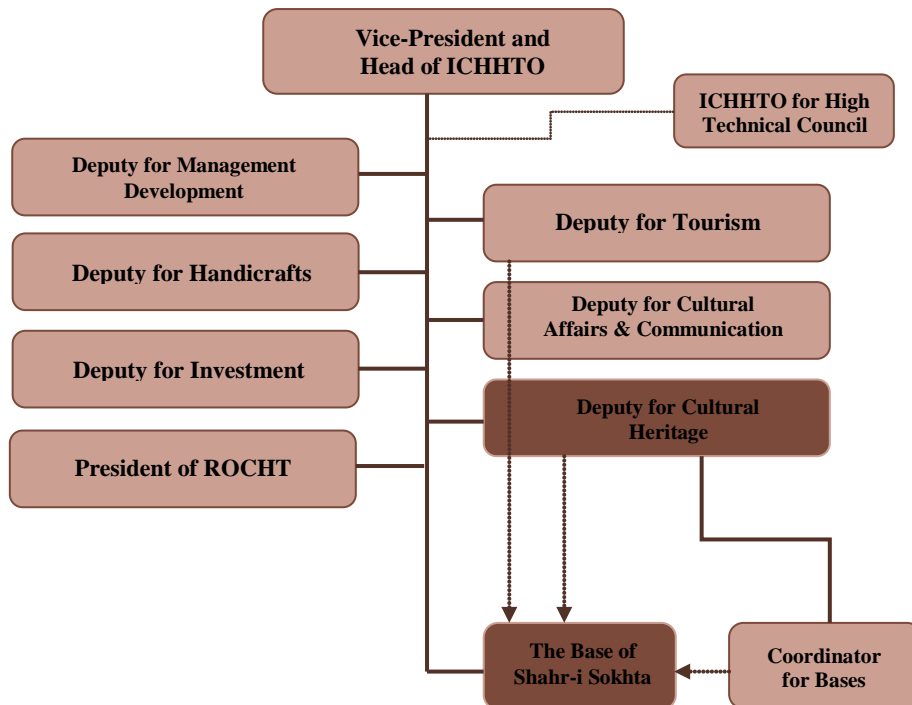 Vice-President and
Head of ICHHTO
ICHHTO for High
Technical Council
Deputy for Management
Development
Deputy for Tourism
Deputy for Handicrafts
Deputy for Cultural
Affairs & Communication
Deputy for Investment
Deputy for Cultural
Heritage
President of ROCHT
The Base of
Shahr-i Sokhta
Coordinator
for Bases